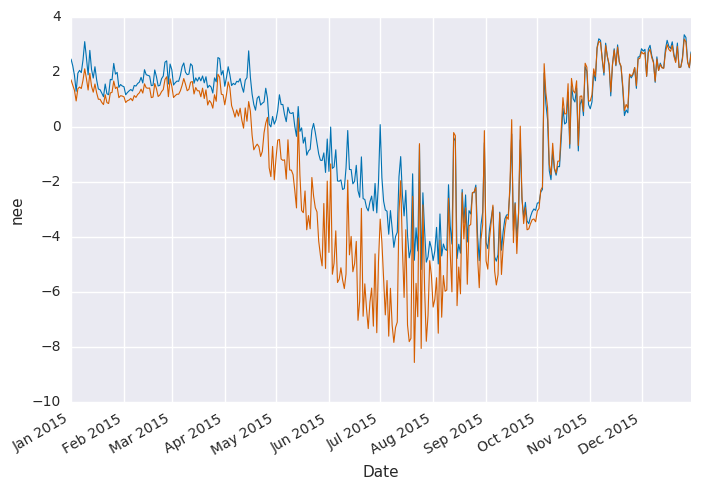 4
2
0
−2
−4
−6
−8
−10
nee
Jan 2015
Feb 2015
Mar 2015
Apr 2015
May 2015
Jun 2015
Jul 2015
Aug 2015
Sep 2015
Oct 2015
Nov 2015
Dec 2015
Date